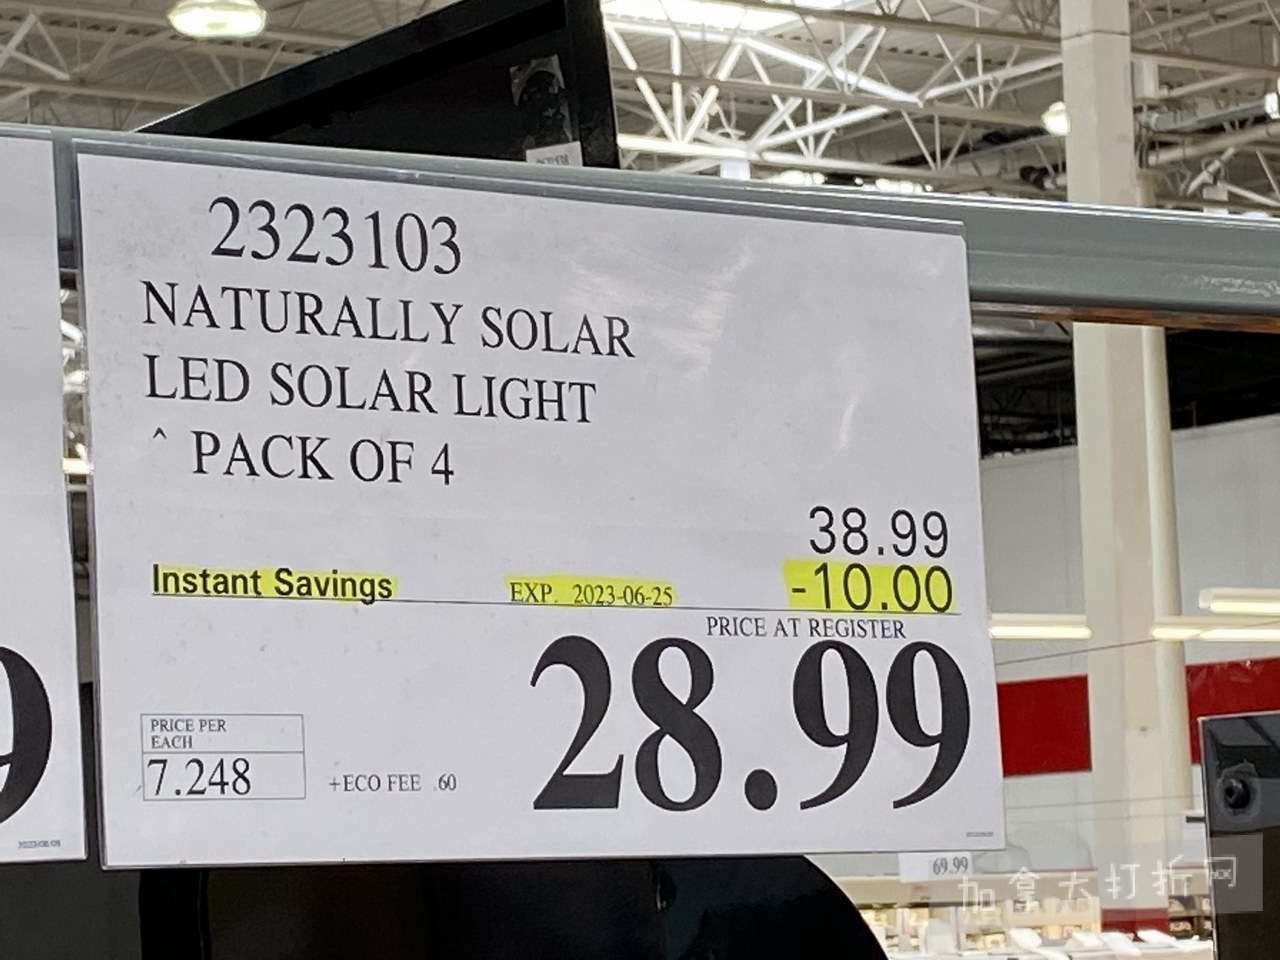 2323103
NATURALLY SOLAR
LED SOLAR LIGHT
^ PACK OF 4
38.99
Instant Savings EXP. 2023-06-25 -10.00
PRICE AT REGISTER
28.99
PRICE PER
EACH
7.248
+ECO FEE .60
9
69.99
加拿大打折网